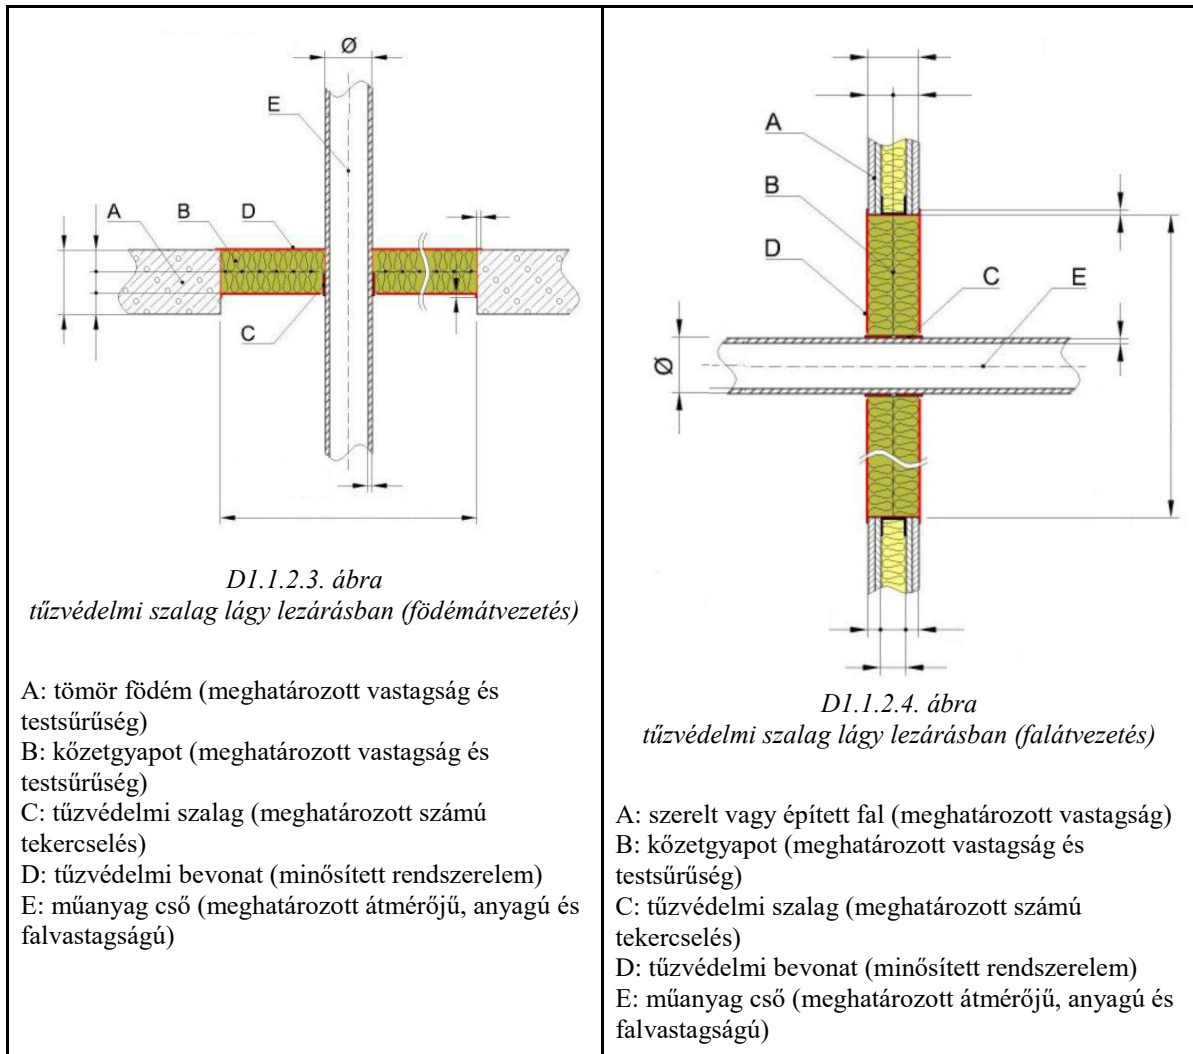 Ø
E
A
B
D
C
D1.1.2.3. ábra
tűzvédelmi szalag lágy lezárásban (födémátvezetés)
A: tömör födém (meghatározott vastagság és
testsűrűség)
B: kőzetgyapot (meghatározott vastagság és
testsűrűség)
C: tűzvédelmi szalag (meghatározott számú
tekercselés)
D: tűzvédelmi bevonat (minősített rendszerelem)
E: műanyag cső (meghatározott átmérőjű, anyagú és
falvastagságú)
A
B
D
C
E
Ø
D1.1.2.4. ábra
tűzvédelmi szalag lágy lezárásban (falátvezetés)
A: szerelt vagy épített fal (meghatározott vastagság)
B: kőzetgyapot (meghatározott vastagság és
testsűrűség)
C: tűzvédelmi szalag (meghatározott számú
tekercselés)
D: tűzvédelmi bevonat (minősített rendszerelem)
E: műanyag cső (meghatározott átmérőjű, anyagú és
falvastagságú)